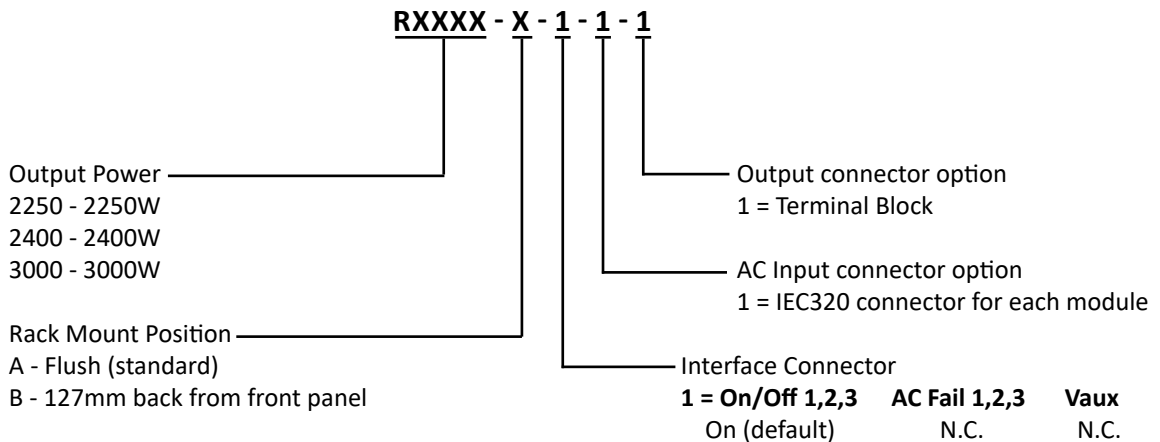 RXXXX - X - 1 - 1 - 1
Output Power
2250 - 2250W
2400 - 2400W
3000 - 3000W
Rack Mount Position
A - Flush (standard)
B - 127mm back from front panel
Output connector option
1 = Terminal Block
AC Input connector option
1 = IEC320 connector for each module
Interface Connector
1 = On/Off 1,2,3 AC Fail 1,2,3 Vaux
On (default) N.C. N.C.